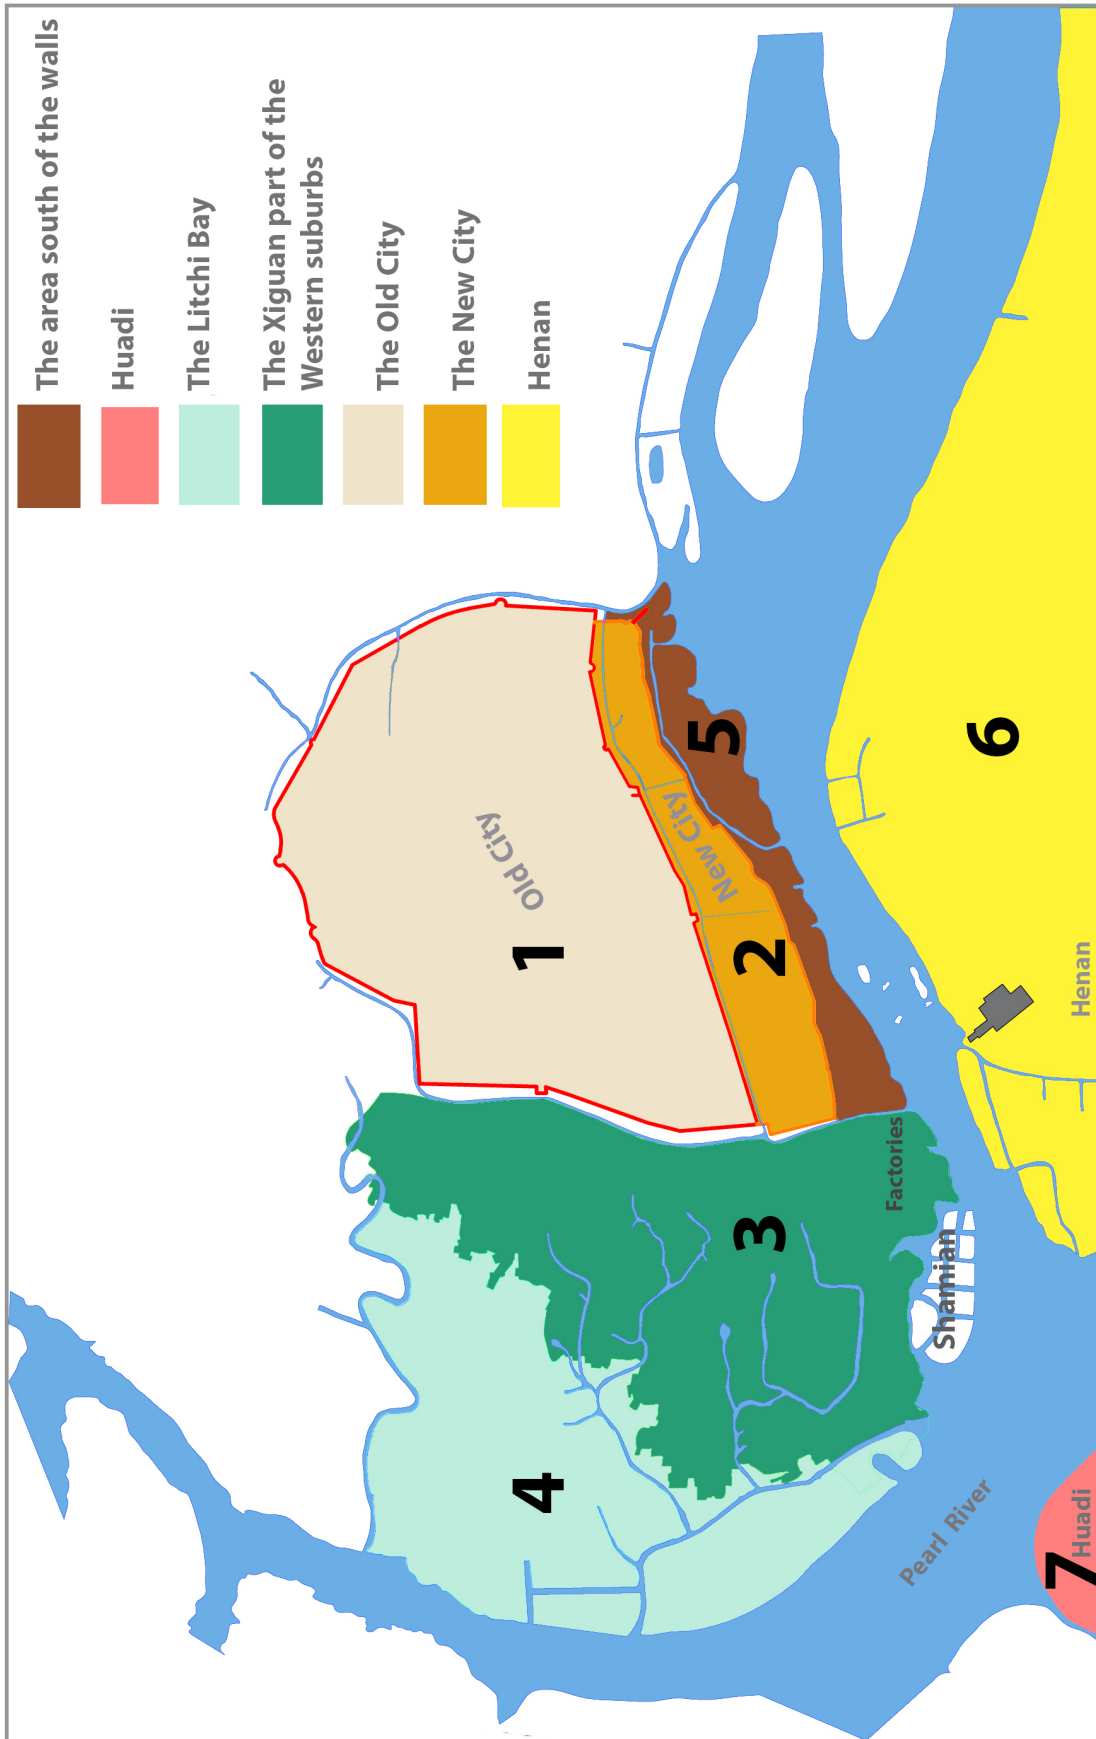 The area south of the walls
Huadi
The Litchi Bay
The Xiguan part of the
Western suburbs
The Old City
The New City
Henan
Old City
1
New City
2
3
4
5
6
7
Factories
Shamian
Pearl River
Huadi
Henan